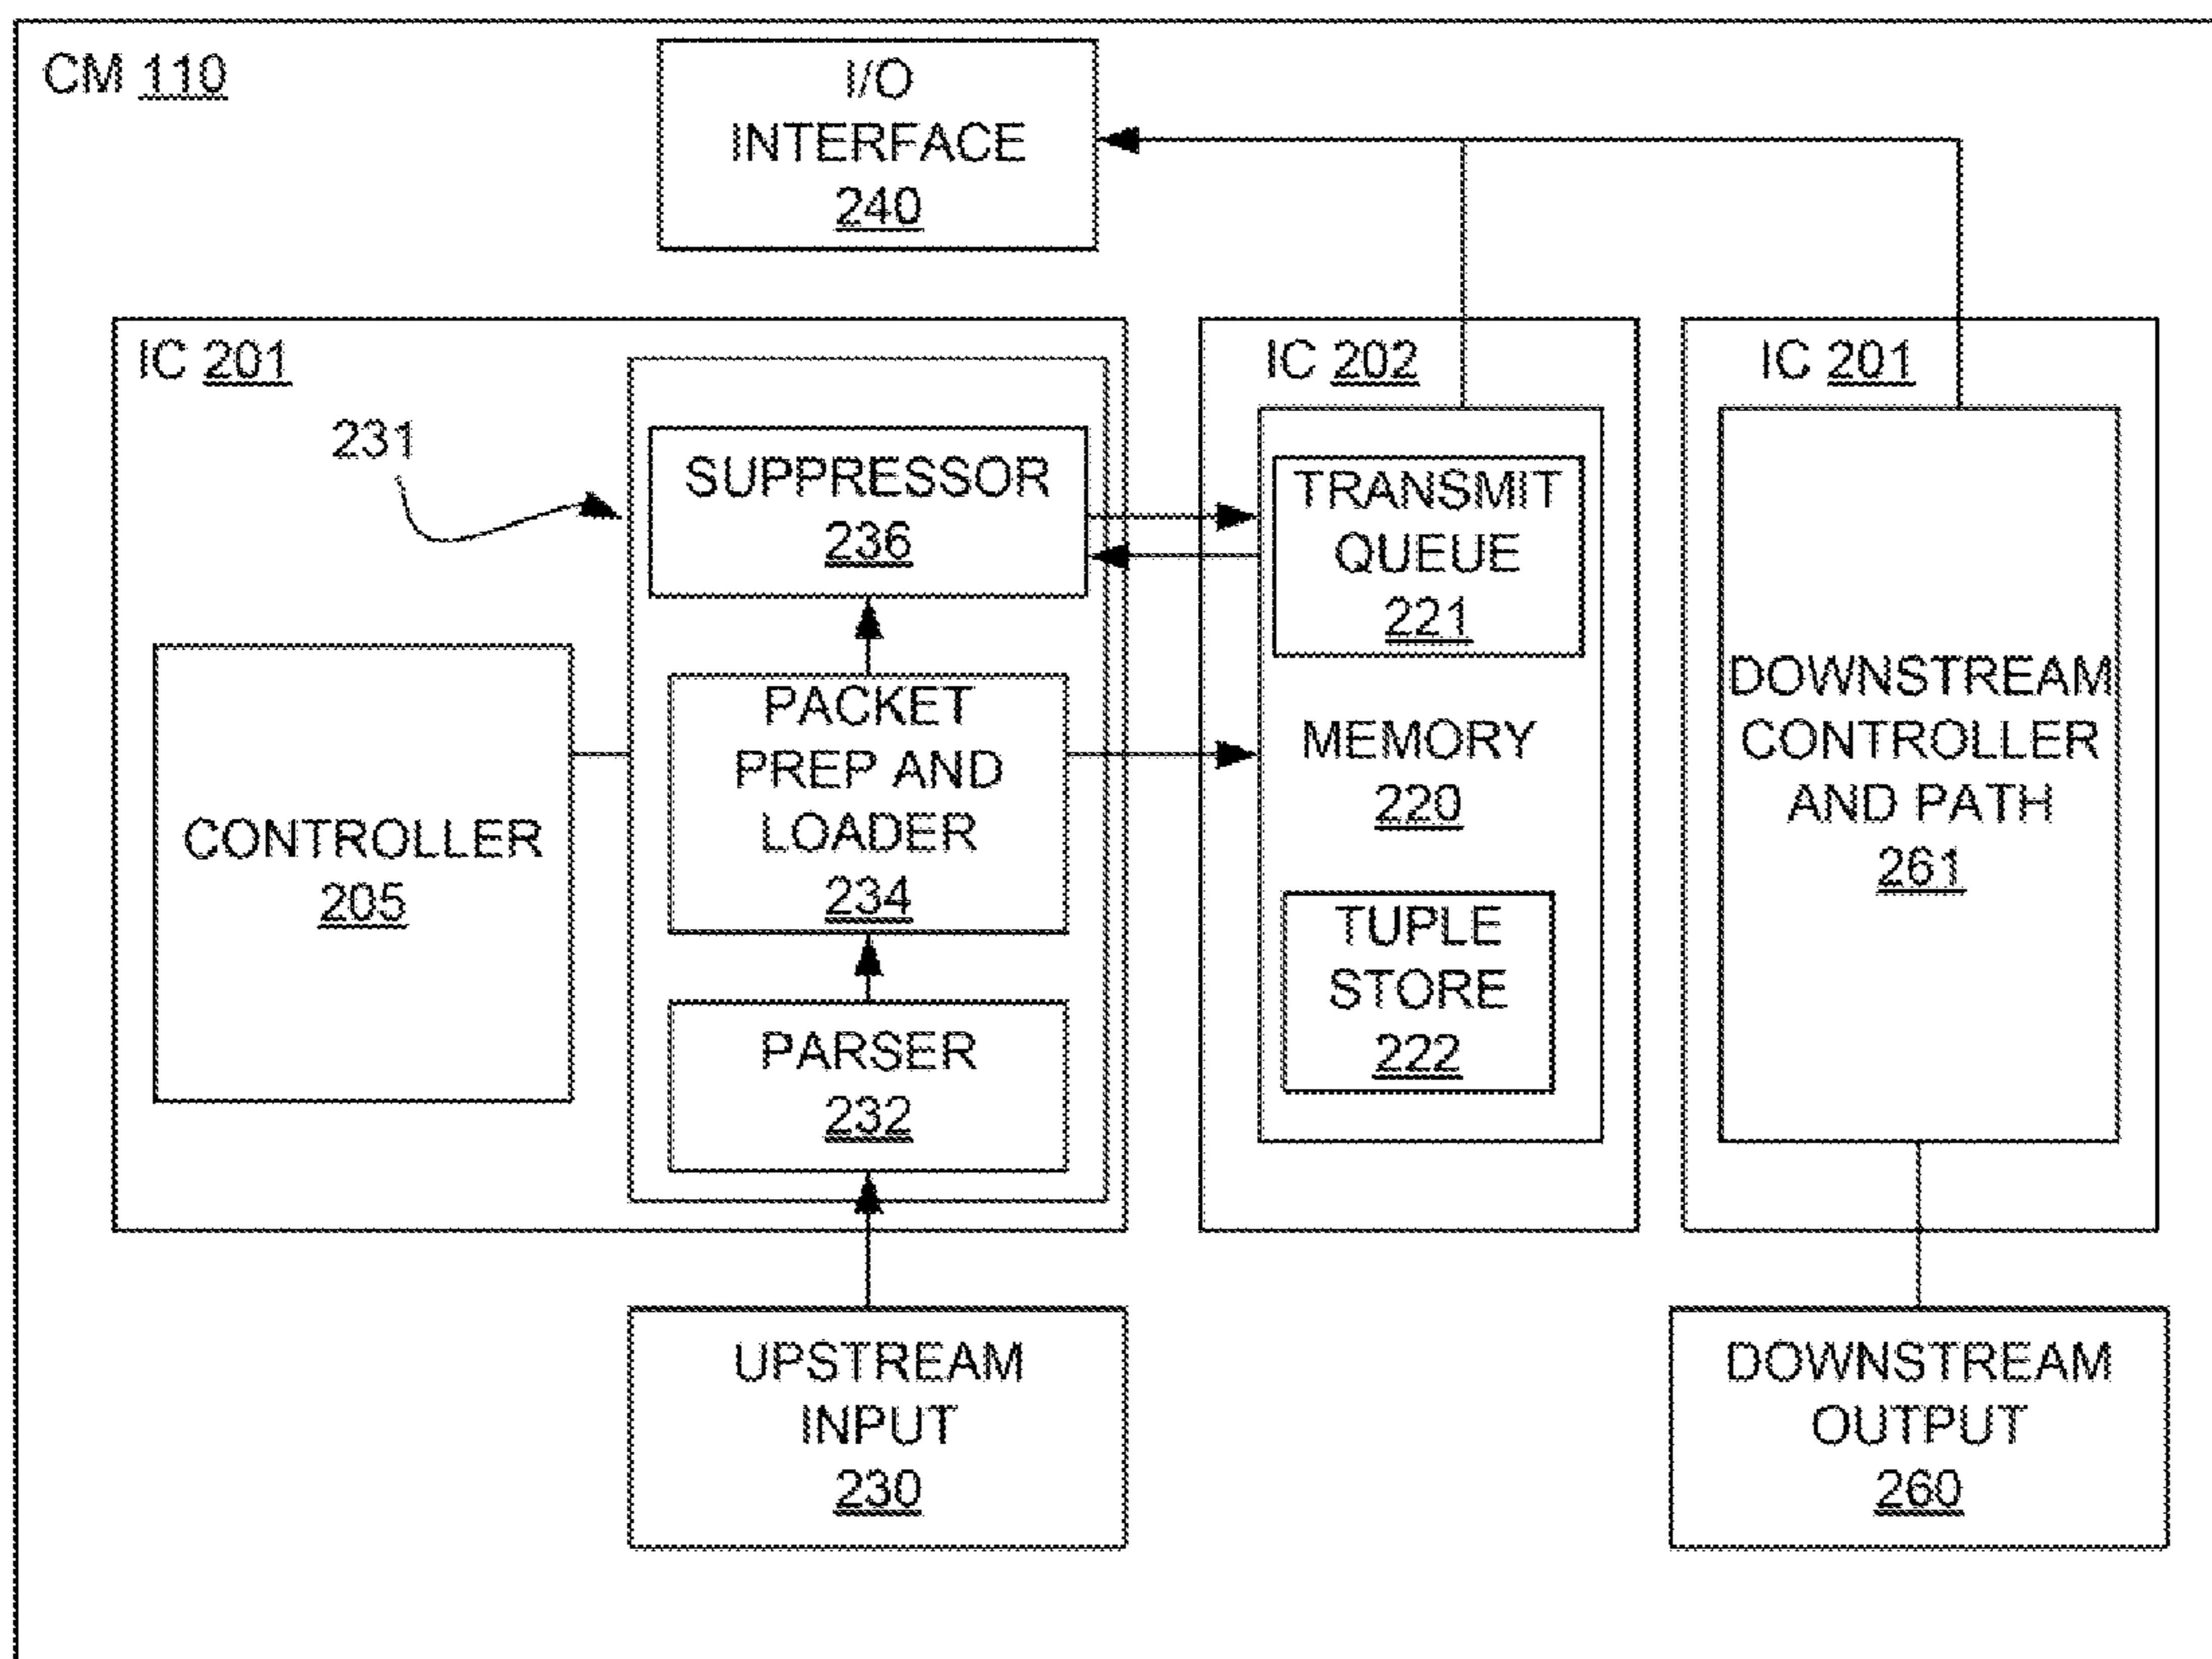 CM 110
I/O
INTERFACE
240
IC 201
231
SUPPRESSOR
236
PACKET
PREP AND
LOADER
234
CONTROLLER
205
PARSER
232
IC 202
TRANSMIT
QUEUE
221
MEMORY
220
TUPLE
STORE
222
IC 201
DOWNSTREAM
CONTROLLER
AND PATH
261
UPSTREAM
INPUT
230
DOWNSTREAM
OUTPUT
260